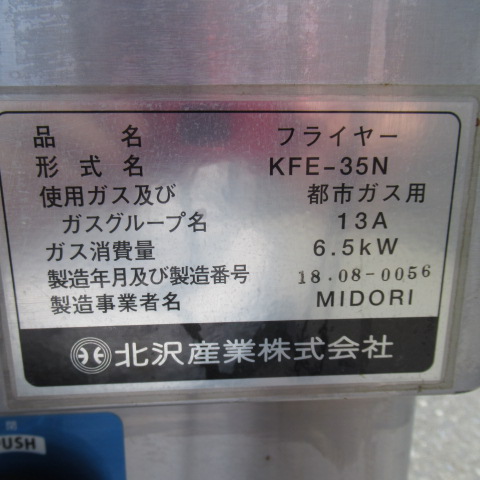 品名 フライヤー
形式名 KFE-35N
使用ガス及び 都市ガス用
ガスグループ名 13A
ガス消費量 6.5kW
製造年月及び製造番号 18.08-0056
製造事業者名 MIDORI
北沢産業株式会社
PUSH